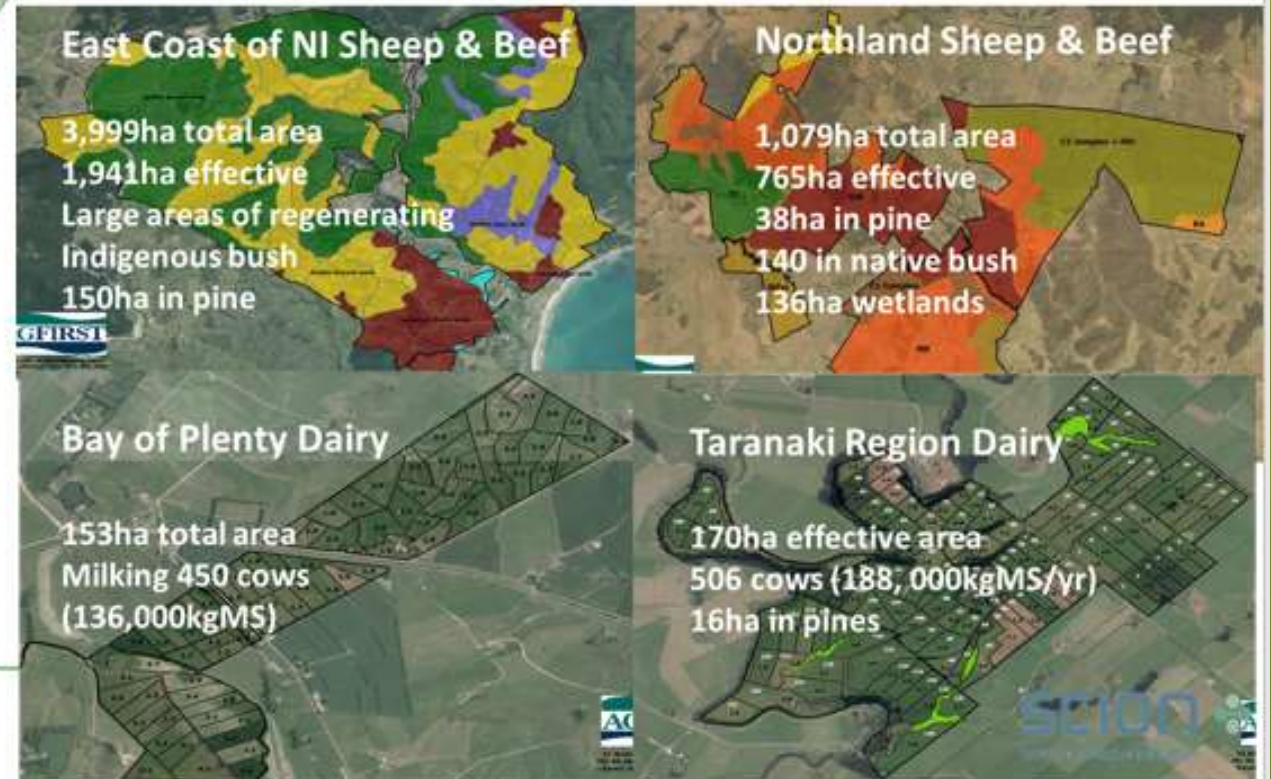 East Coast of NI Sheep & Beef
3,999ha total area
1,941ha effective
Large areas of regenerating
Indigenous bush
150ha in pine
GFIRST
Northland Sheep & Beef
1,079ha total area
765ha effective
38ha in pine
140 in native bush
136ha wetlands
Bay of Plenty Dairy
153ha total area
Milking 450 cows
(136,000kgMS)
Taranaki Region Dairy
170ha effective area
506 cows (188, 000kgMS/yr)
16ha in pines
AG
SCION